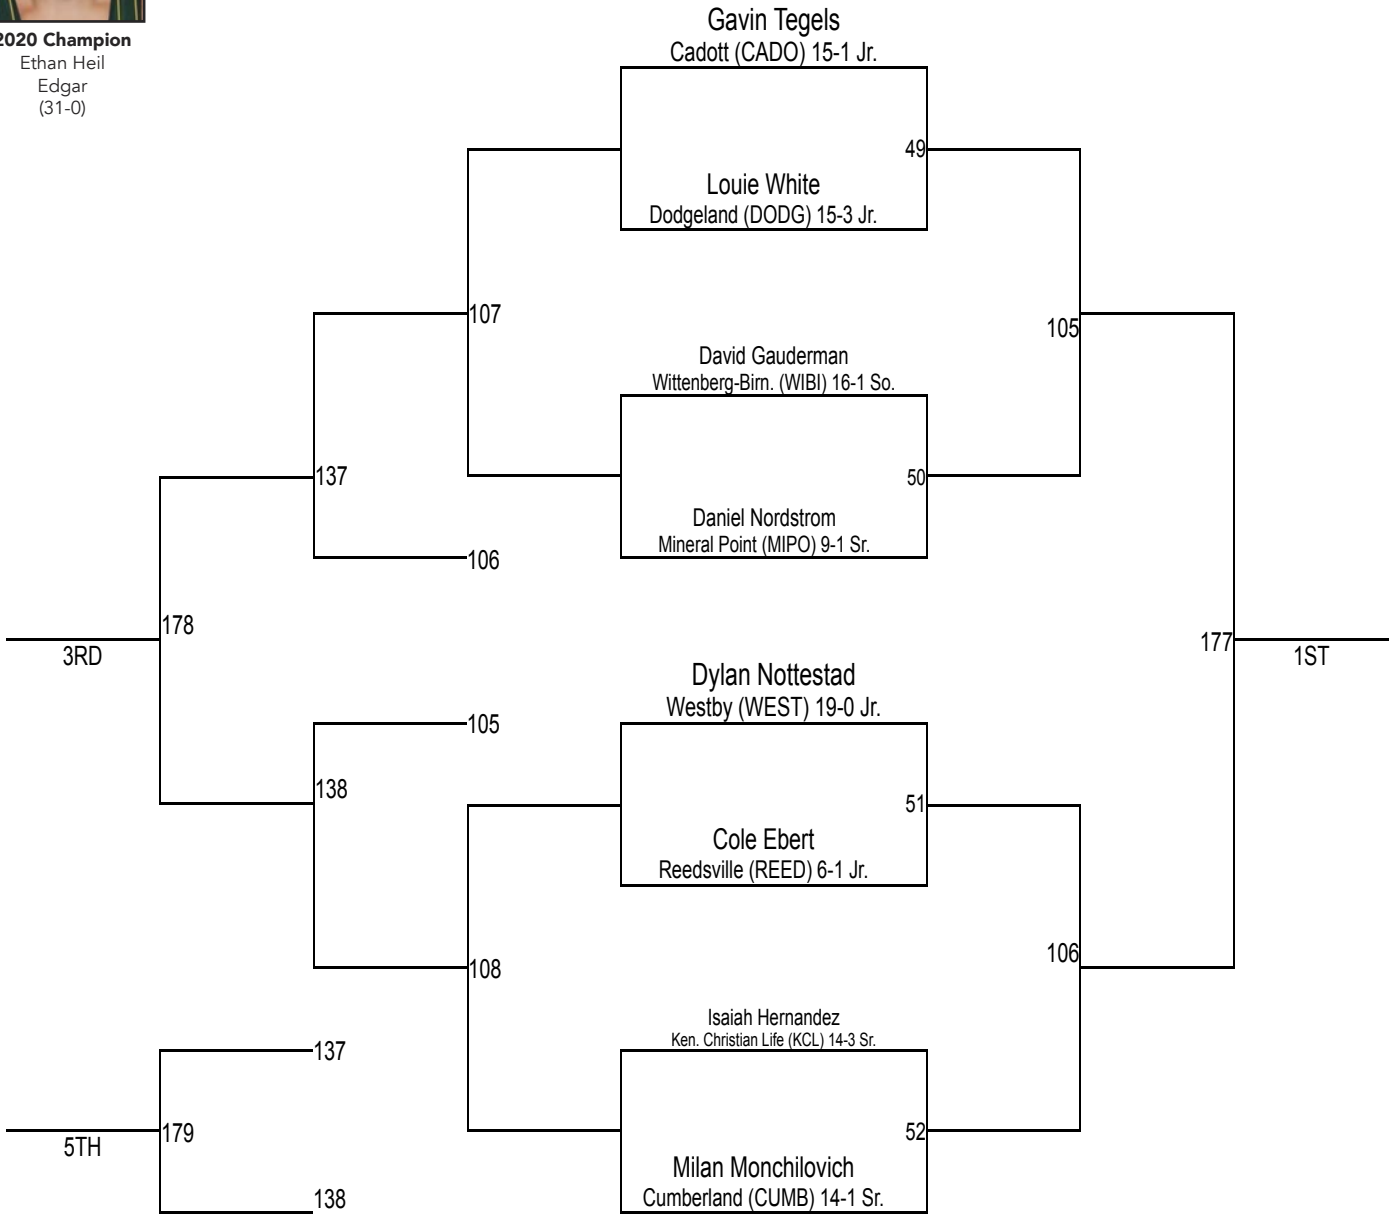 2020 Champion
Ethan Heil
Edgar
(31-0)
Gavin Tegels
Cadott (CADO) 15-1 Jr.
49
Louie White
Dodgeland (DODG) 15-3 Jr.
107
105
David Gauderman
Wittenberg-Birn. (WIBI) 16-1 So.
137
50
Daniel Nordstrom
Mineral Point (MIPO) 9-1 Sr.
106
178
3RD
177
1ST
Dylan Nottestad
Westby (WEST) 19-0 Jr.
105
138
51
Cole Ebert
Reedsville (REED) 6-1 Jr.
106
108
Isaiah Hernandez
Ken. Christian Life (KCL) 14-3 Sr.
137
179
5TH
52
Milan Monchilovich
Cumberland (CUMB) 14-1 Sr.
138